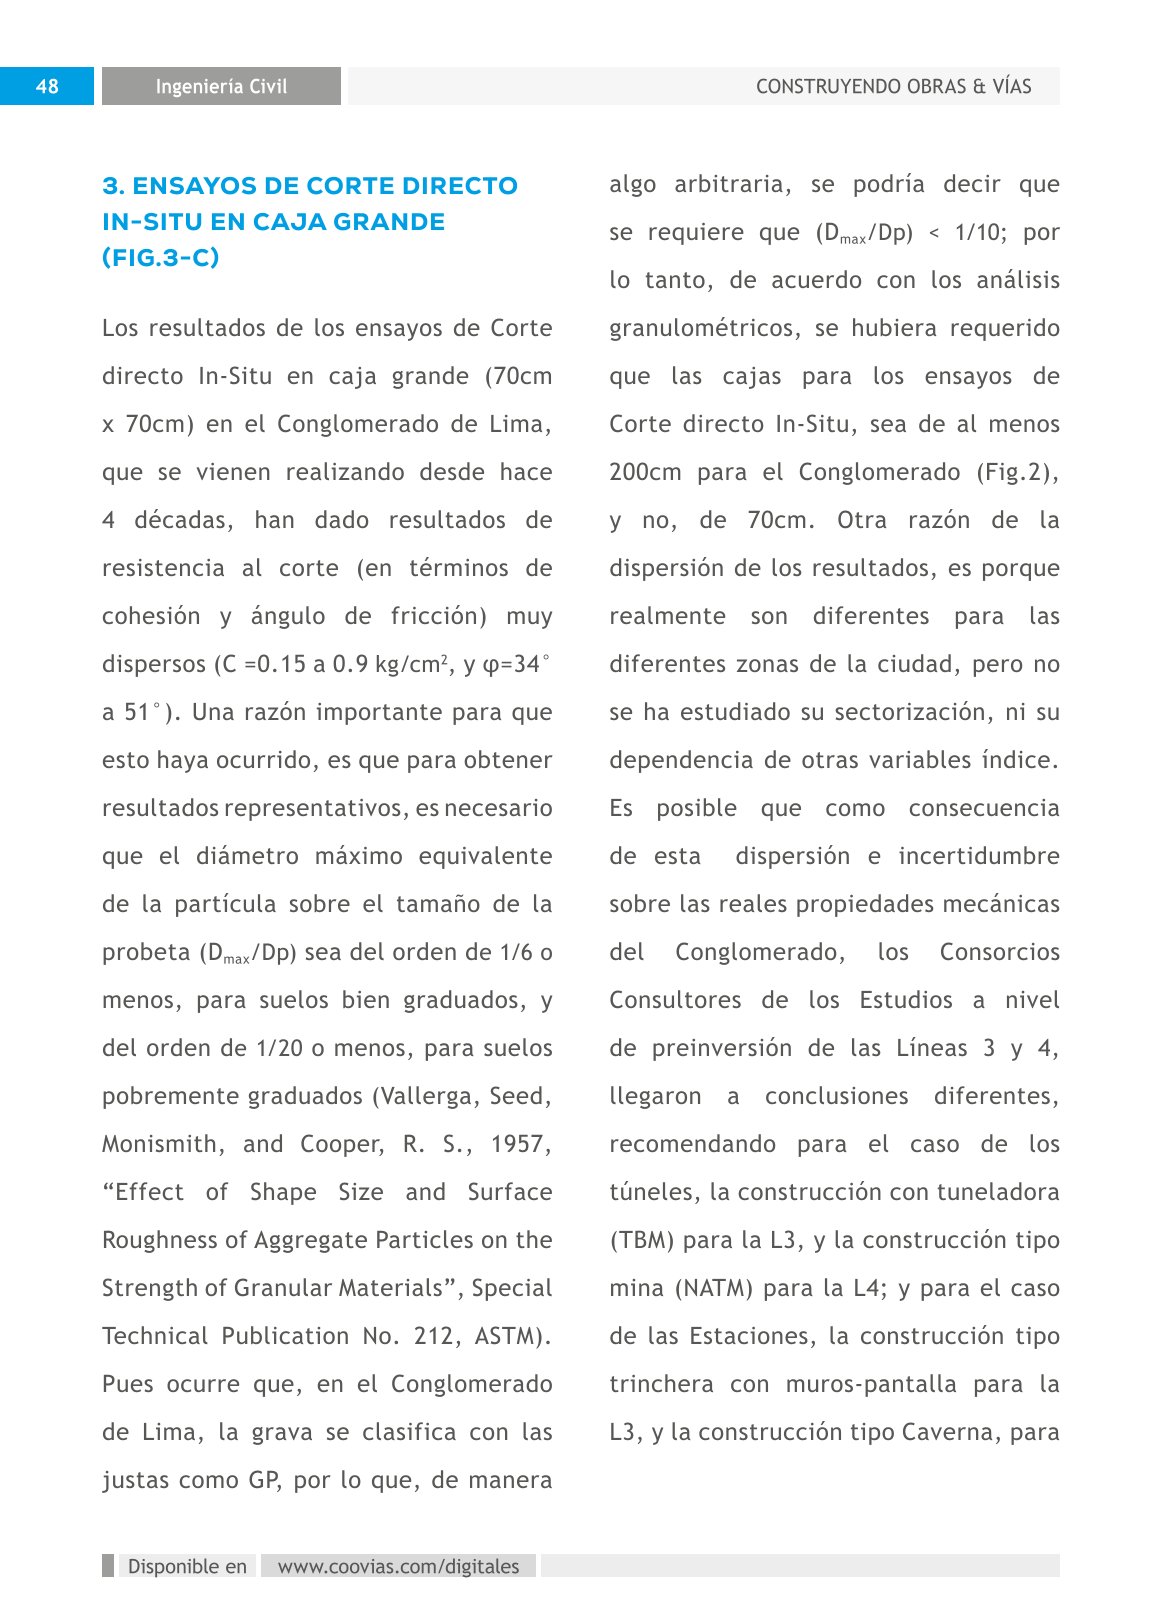 48
Ingeniería Civil
CONSTRUYENDO OBRAS & VÍAS
3. ENSAYOS DE CORTE DIRECTO
IN-SITU EN CAJA GRANDE
(FIG.3-C)
Los resultados de los ensayos de Corte
directo In-Situ en caja grande (70cm
x 70cm) en el Conglomerado de Lima,
que se vienen realizando desde hace
4 décadas, han dado resultados de
resistencia al corte (en términos de
cohesión y ángulo de fricción) muy
dispersos (C =0.15 a 0.9 kg/cm², y φ=34°
a 51°). Una razón importante para que
esto haya ocurrido, es que para obtener
resultados representativos, es necesario
que el diámetro máximo equivalente
de la partícula sobre el tamaño de la
probeta (Dmax/Dp) sea del orden de 1/6 o
menos, para suelos bien graduados, y
del orden de 1/20 o menos, para suelos
pobremente graduados (Vallerga, Seed,
Monismith, and Cooper, R. S., 1957,
“Effect of Shape Size and Surface
Roughness of Aggregate Particles on the
Strength of Granular Materials”, Special
Technical Publication No. 212, ASTM).
Pues ocurre que, en el Conglomerado
de Lima, la grava se clasifica con las
justas como GP, por lo que, de manera
algo arbitraria, se podría decir que
se requiere que (Dmax/Dp) < 1/10; por
lo tanto, de acuerdo con los análisis
granulométricos, se hubiera requerido
que las cajas para los ensayos de
Corte directo In-Situ, sea de al menos
200cm para el Conglomerado (Fig.2),
y no, de 70cm. Otra razón de la
dispersión de los resultados, es porque
realmente son diferentes para las
diferentes zonas de la ciudad, pero no
se ha estudiado su sectorización, ni su
dependencia de otras variables índice.
Es posible que como consecuencia
de esta dispersión e incertidumbre
sobre las reales propiedades mecánicas
del Conglomerado, los Consorcios
Consultores de los Estudios a nivel
de preinversión de las Líneas 3 y 4,
llegaron a conclusiones diferentes,
recomendando para el caso de los
túneles, la construcción con tuneladora
(TBM) para la L3, y la construcción tipo
mina (NATM) para la L4; y para el caso
de las Estaciones, la construcción tipo
trinchera con muros-pantalla para la
L3, y la construcción tipo Caverna, para
Disponible en www.coovias.com/digitales